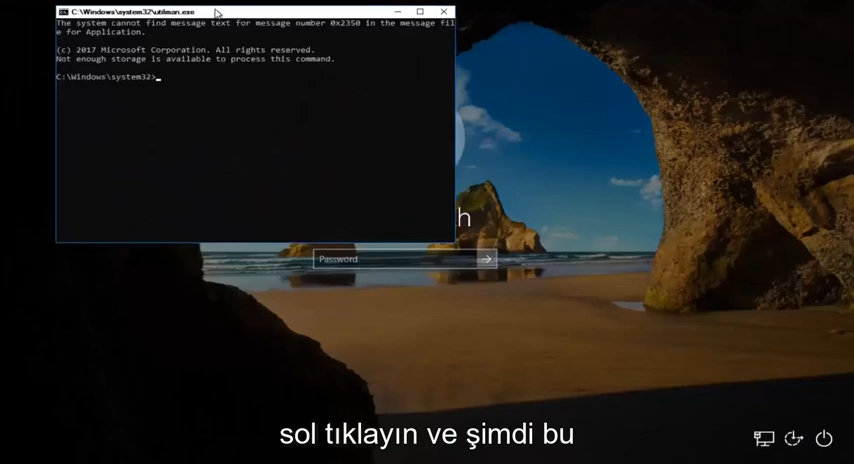 C:\Windows\system32\utilman.exe
The system cannot find message text for message number 0x2350 in the message fil
e for Application.
(c) 2017 Microsoft Corporation. All rights reserved.
Not enough storage is available to process this command.
C:\Windows\system32>_
h
Password
sol tıklayın ve şimdi bu